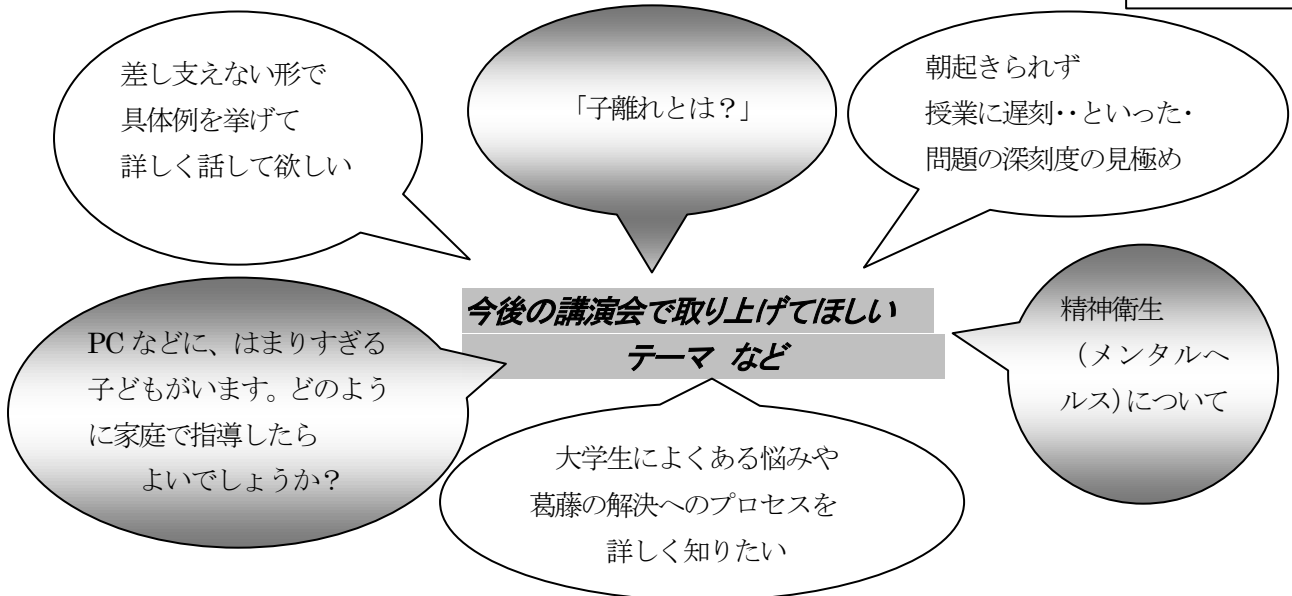 差し支えない形で
具体例を挙げて
詳しく話して欲しい
「子離れとは？」
朝起きられず
授業に遅刻・・といった・
問題の深刻度の見極め
今後の講演会で取り上げてほしい
テーマ など
PC などに、はまりすぎる
子どもがいます。どのよう
に家庭で指導したら
よいでしょうか？
大学生によくある悩みや
葛藤の解決へのプロセスを
詳しく知りたい
精神衛生
（メンタルヘ
ルス）について